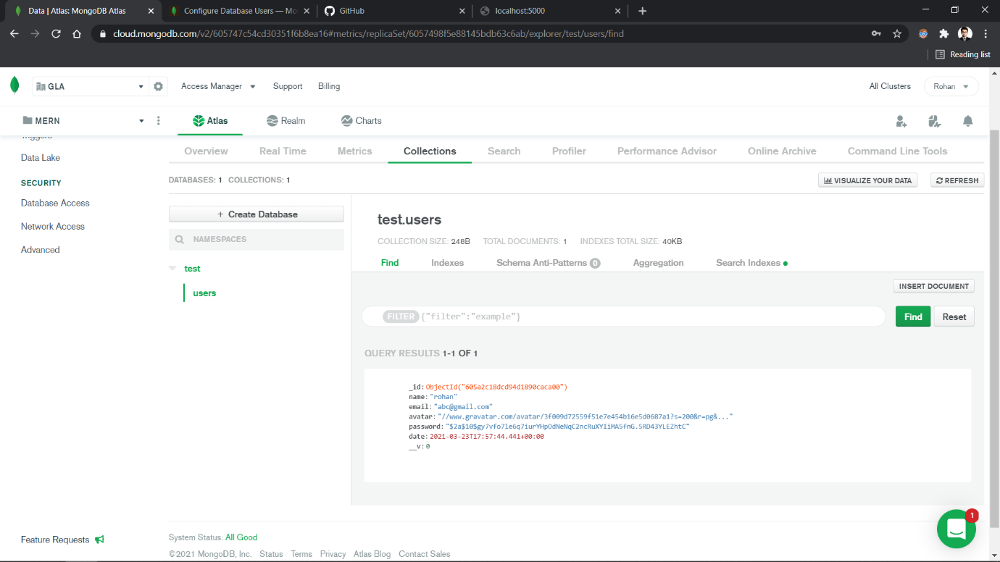 Data | Atlas: MongoDB Atlas
Configure Database Users — Mo
GitHub
localhost:5000
cloud.mongodb.com/v2/605747c54cd30351f6b8ea16#metrics/replicaSet/6057498f5e88145bdb63c6ab/explorer/test/users/find
Reading list
GLA
Access Manager
Support
Billing
All Clusters
Rohan
MERN
Atlas
Realm
Charts
Triggers
Data Lake
SECURITY
Database Access
Network Access
Advanced
Feature Requests
Overview
Real Time
Metrics
Collections
Search
Profiler
Performance Advisor
Online Archive
Command Line Tools
DATABASES: 1 COLLECTIONS: 1
VISUALIZE YOUR DATA
REFRESH
+ Create Database
NAMESPACES
test
users
test.users
COLLECTION SIZE: 248B TOTAL DOCUMENTS: 1 INDEXES TOTAL SIZE: 40KB
Find
Indexes
Schema Anti-Patterns 0
Aggregation
Search Indexes
INSERT DOCUMENT
FILTER {"filter":"example"}
Find
Reset
QUERY RESULTS 1-1 OF 1
_id: ObjectId("605a2c18dcd94d1890caca00")
name: "rohan"
email: "abc@gmail.com"
avatar: "//www.gravatar.com/avatar/3f009d72559f51e7e454b16e5d0687a1?s=200&r=pg&..."
password: "$2a$10$gy7vfo7le6q7iurYHpOdNeNqC2ncRuXYIiMASfnG.5RD43YLEZhtC"
date: 2021-03-23T17:57:44.441+00:00
__v: 0
1
System Status: All Good
©2021 MongoDB, Inc. Status Terms Privacy Atlas Blog Contact Sales